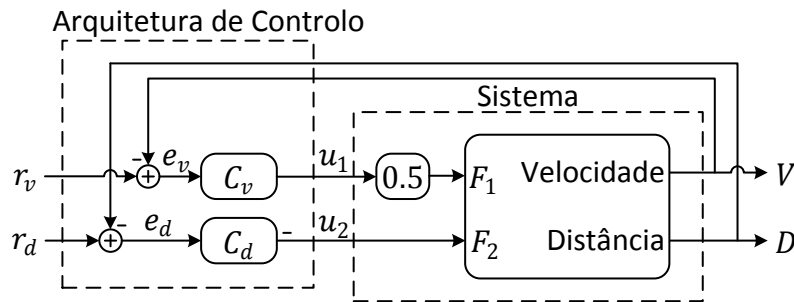 Arquitetura de Controlo
Sistema
- e_v u_1
r_v + C_v 0.5 F_1 Velocidade V
- e_d u_2
r_d + C_d - F_2 Distância D